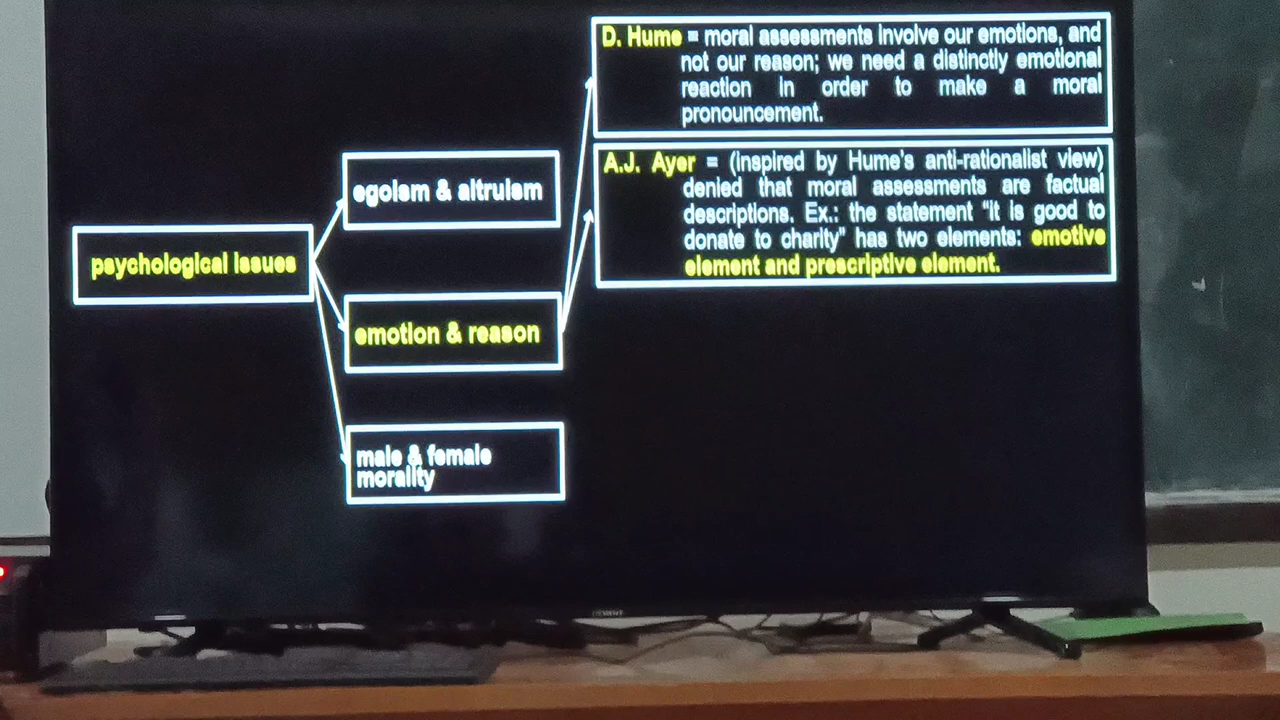 psychological issues
egoism & altruism
emotion & reason
male & female
morality
D. Hume = moral assessments involve our emotions, and
not our reason; we need a distinctly emotional
reaction in order to make a moral
pronouncement.
A.J. Ayer = (inspired by Hume's anti-rationalist view)
denied that moral assessments are factual
descriptions. Ex.: the statement “it is good to
donate to charity” has two elements: emotive
element and prescriptive element.